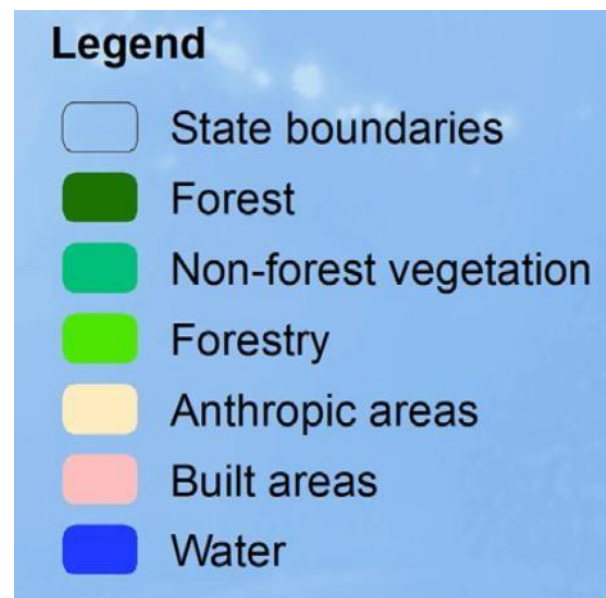 Legend
State boundaries
Forest
Non-forest vegetation
Forestry
Anthropic areas
Built areas
Water